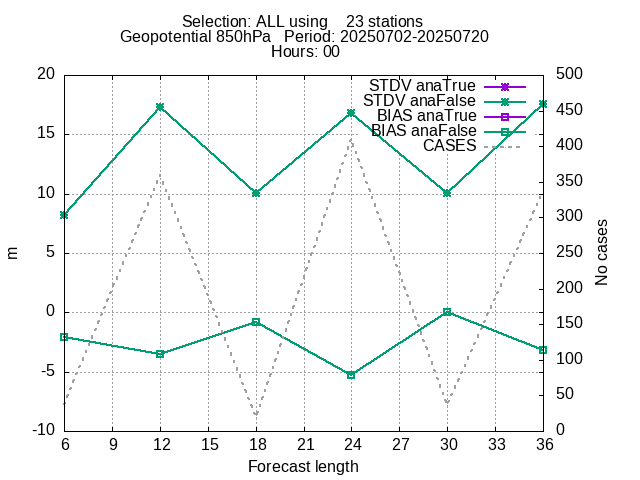 Selection: ALL using    23 stations
Geopotential 850hPa   Period: 20250702-20250720
Hours: 00
STDV anaTrue
STDV anaFalse
BIAS anaTrue
BIAS anaFalse
CASES
20
15
10
5
0
-5
-10
m
500
450
400
350
300
250
200
150
100
50
0
No cases
6 9 12 15 18 21 24 27 30 33 36
Forecast length